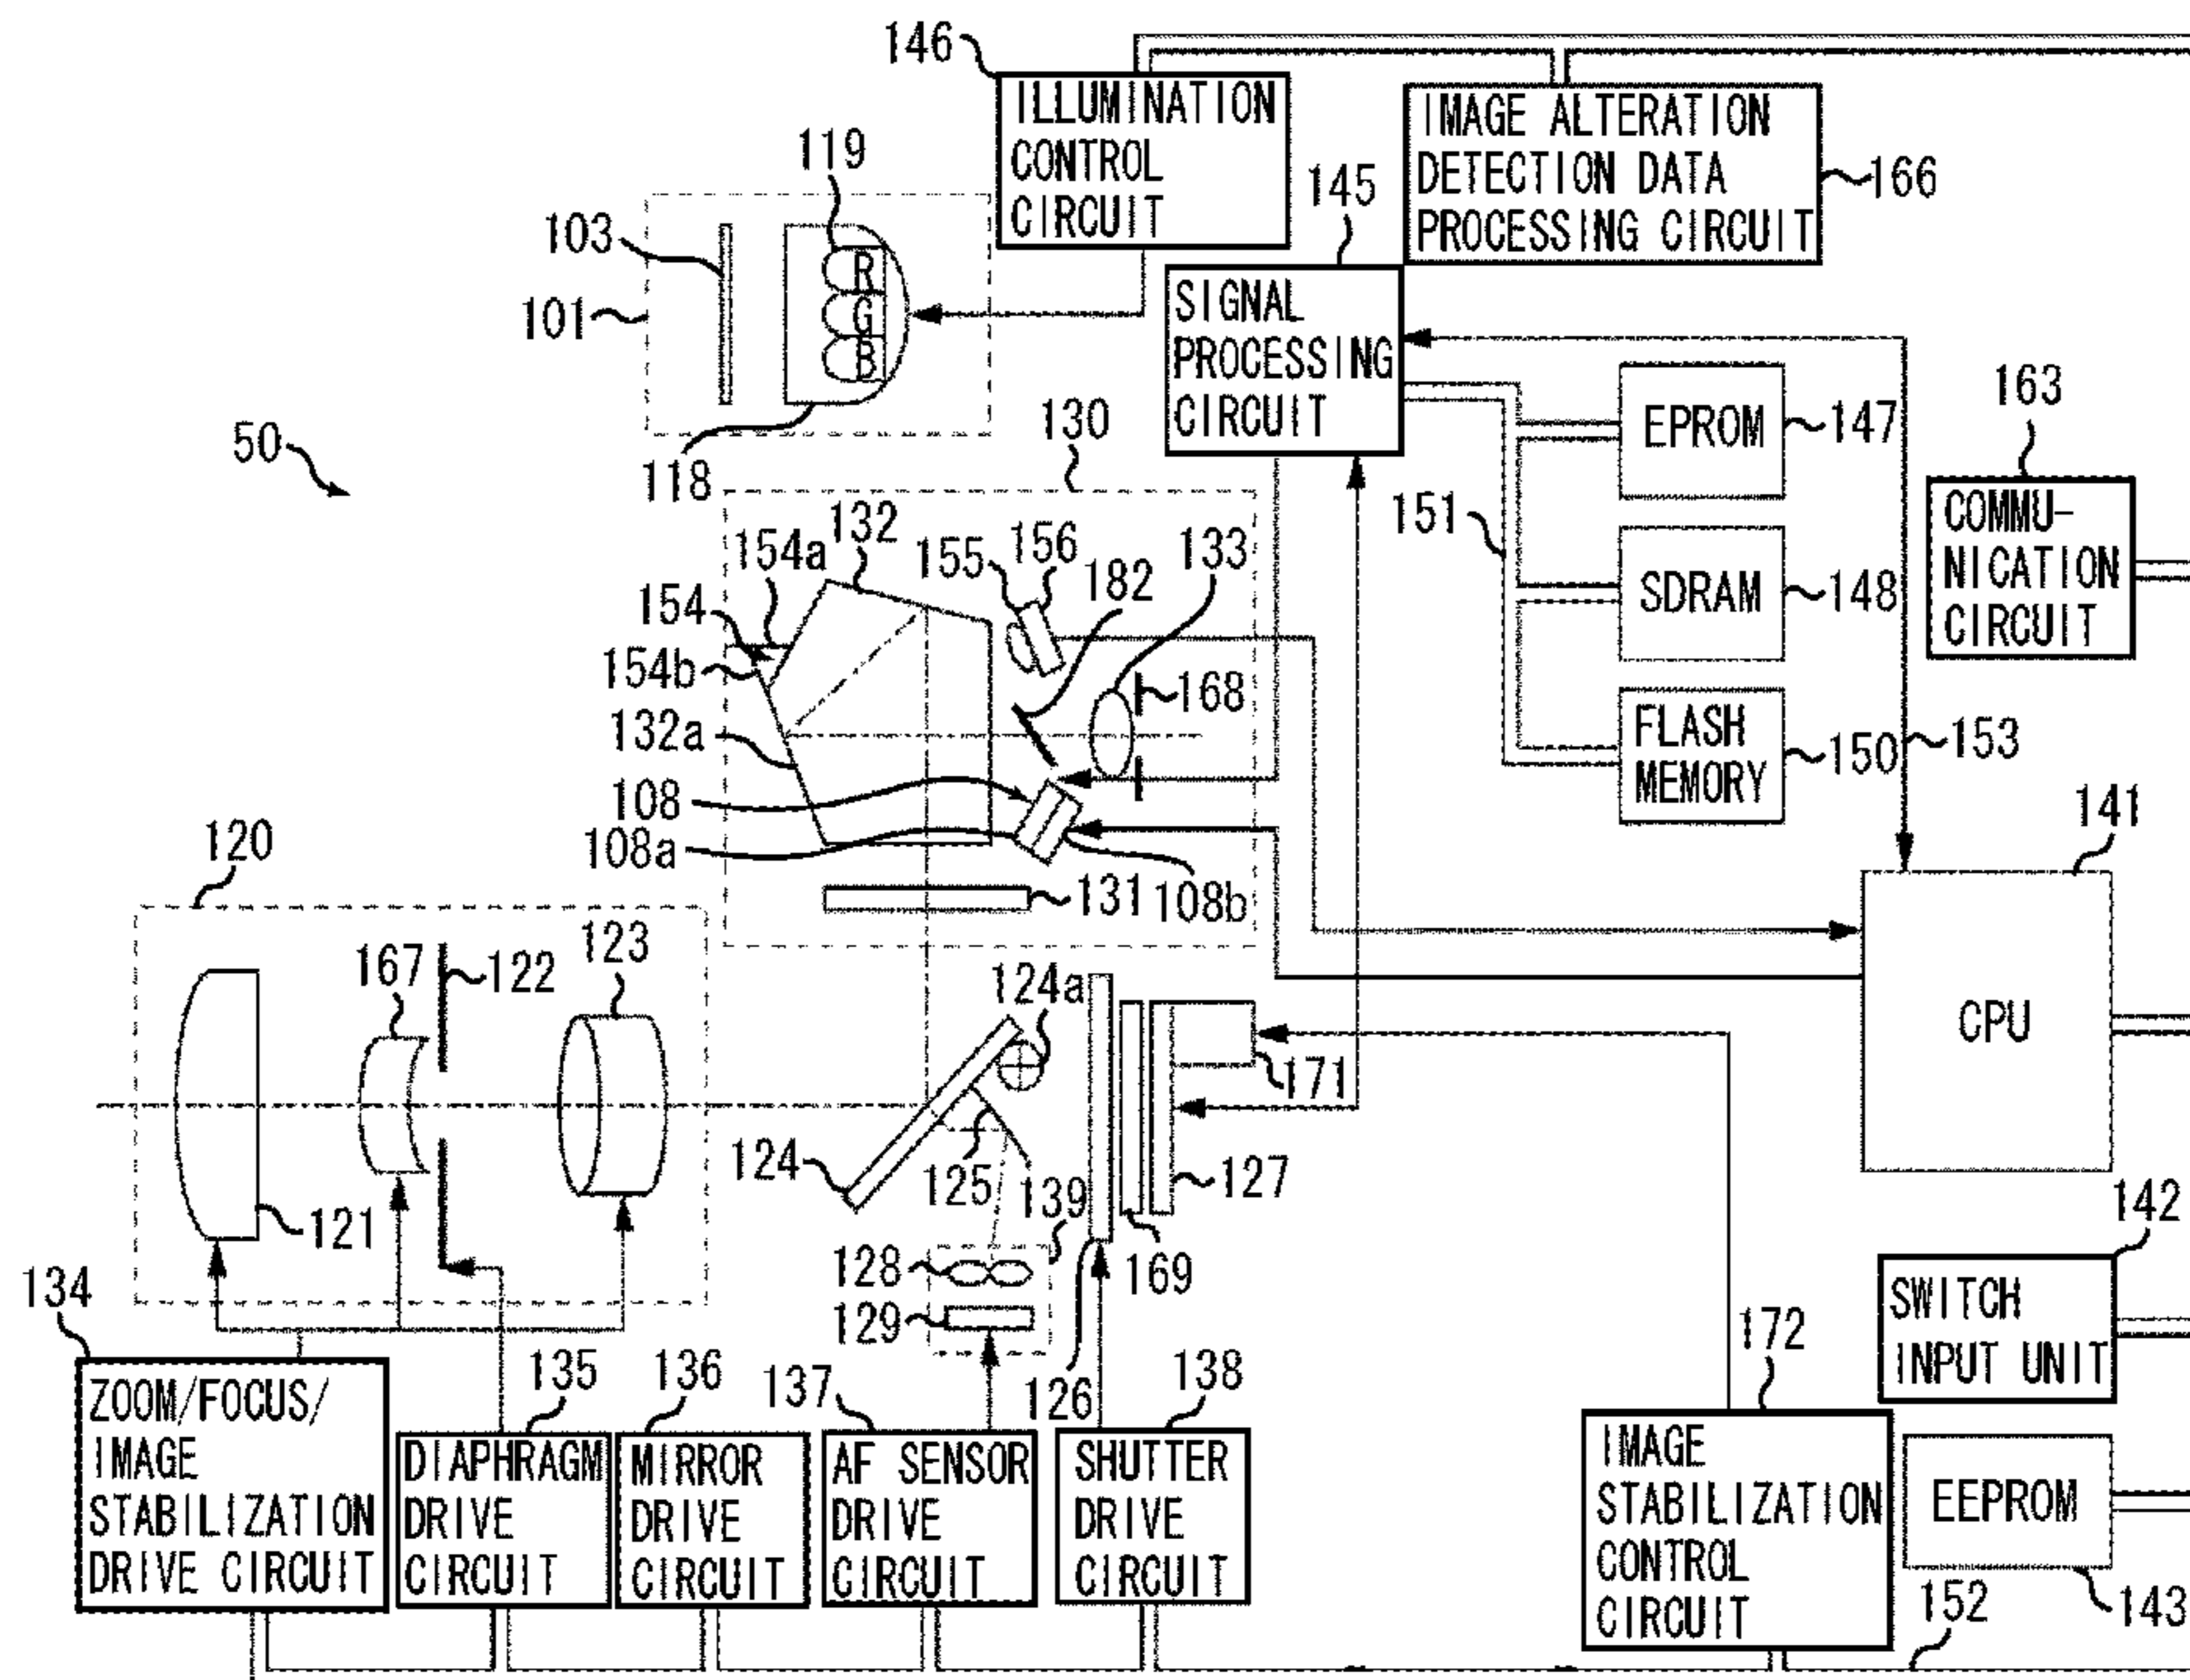 146
ILLUMINATION
CONTROL
CIRCUIT
IMAGE ALTERATION
DETECTION DATA
PROCESSING CIRCUIT
166
119
145
103
R
G
B
101
SIGNAL
PROCESSING
CIRCUIT
118
50
130
EPROM
147
163
COMMU-
NICATION
CIRCUIT
151
SDRAM
148
132
154a
155
156
182
133
154
154b
168
132a
FLASH
MEMORY
150
153
108
108a
108b
131
141
CPU
120
167
122
123
124a
171
124
125
139
127
121
128
129
169
126
142
SWITCH
INPUT UNIT
134
ZOOM/FOCUS/
IMAGE
STABILIZATION
DRIVE CIRCUIT
135
DIAPHRAGM
DRIVE
CIRCUIT
136
MIRROR
DRIVE
CIRCUIT
137
AF SENSOR
DRIVE
CIRCUIT
138
SHUTTER
DRIVE
CIRCUIT
172
IMAGE
STABILIZATION
CONTROL
CIRCUIT
EEPROM
143
152